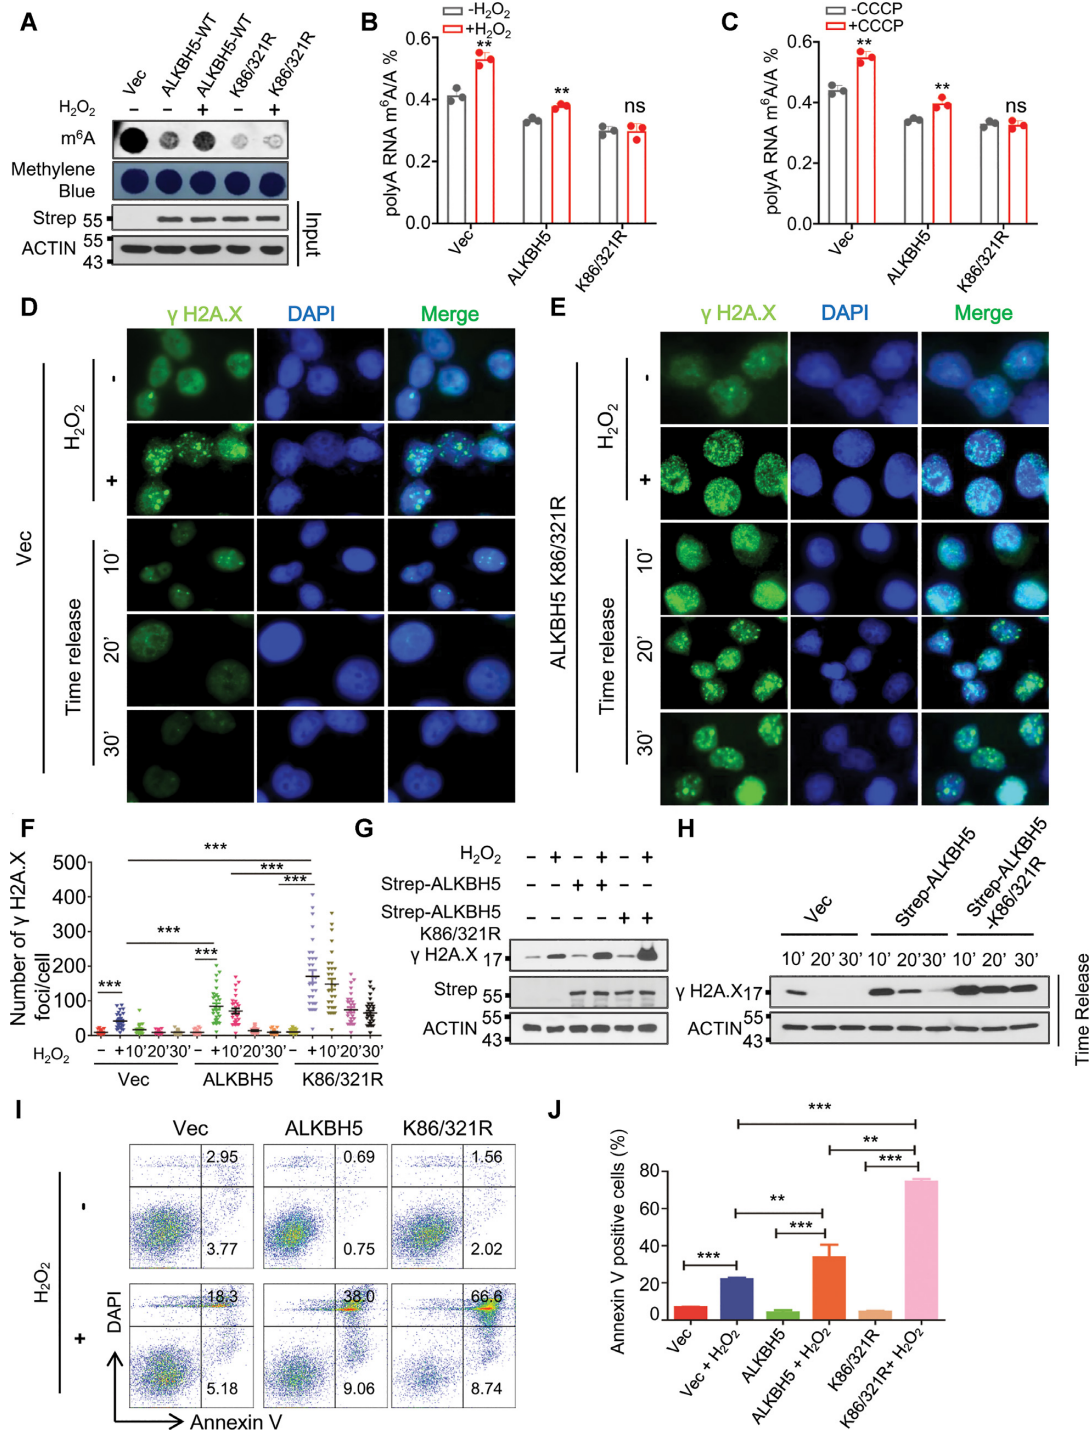 A
Vec
ALKBH5-WT
ALKBH5-WT
K86/321R
K86/321R
H₂O₂ − − + − +
m⁶A
Methylene
Blue
Strep 55
ACTIN 55
43
Input
B
-H₂O₂
+H₂O₂
polyA RNA m⁶A/A %
0.6
0.4
0.2
0.0
**
**
ns
Vec
ALKBH5
K86/321R
C
-CCCP
+CCCP
polyA RNA m⁶A/A %
0.6
0.4
0.2
0.0
**
**
ns
Vec
ALKBH5
K86/321R
D
γ H2A.X DAPI Merge
Vec
H₂O₂
-
+
Time release
10'
20'
30'
E
γ H2A.X DAPI Merge
ALKBH5 K86/321R
H₂O₂
-
+
Time release
10'
20'
30'
F
Number of γ H2A.X
foci/cell
500
400
300
200
100
0
***
***
***
***
***
***
H₂O₂ − +10'20'30' − +10'20'30' − + 10'20'30'
Vec ALKBH5 K86/321R
G
H₂O₂ − + − + − +
Strep-ALKBH5 − − + + − −
Strep-ALKBH5
K86/321R − − − − + +
γ H2A.X 17
Strep 55
ACTIN 55
43
H
Vec
Strep-ALKBH5
Strep-ALKBH5
-K86/321R
10' 20' 30' 10' 20' 30' 10' 20' 30'
γ H2A.X 17
ACTIN 55
43
Time Release
I
Vec ALKBH5 K86/321R
H₂O₂
-
2.95 0.69 1.56
3.77 0.75 2.02
+
18.3 38.0 66.6
5.18 9.06 8.74
DAPI
Annexin V
J
Annexin V positive cells (%)
80
60
40
20
0
***
**
***
**
***
***
Vec
Vec + H₂O₂
ALKBH5
ALKBH5 + H₂O₂
K86/321R
K86/321R+ H₂O₂